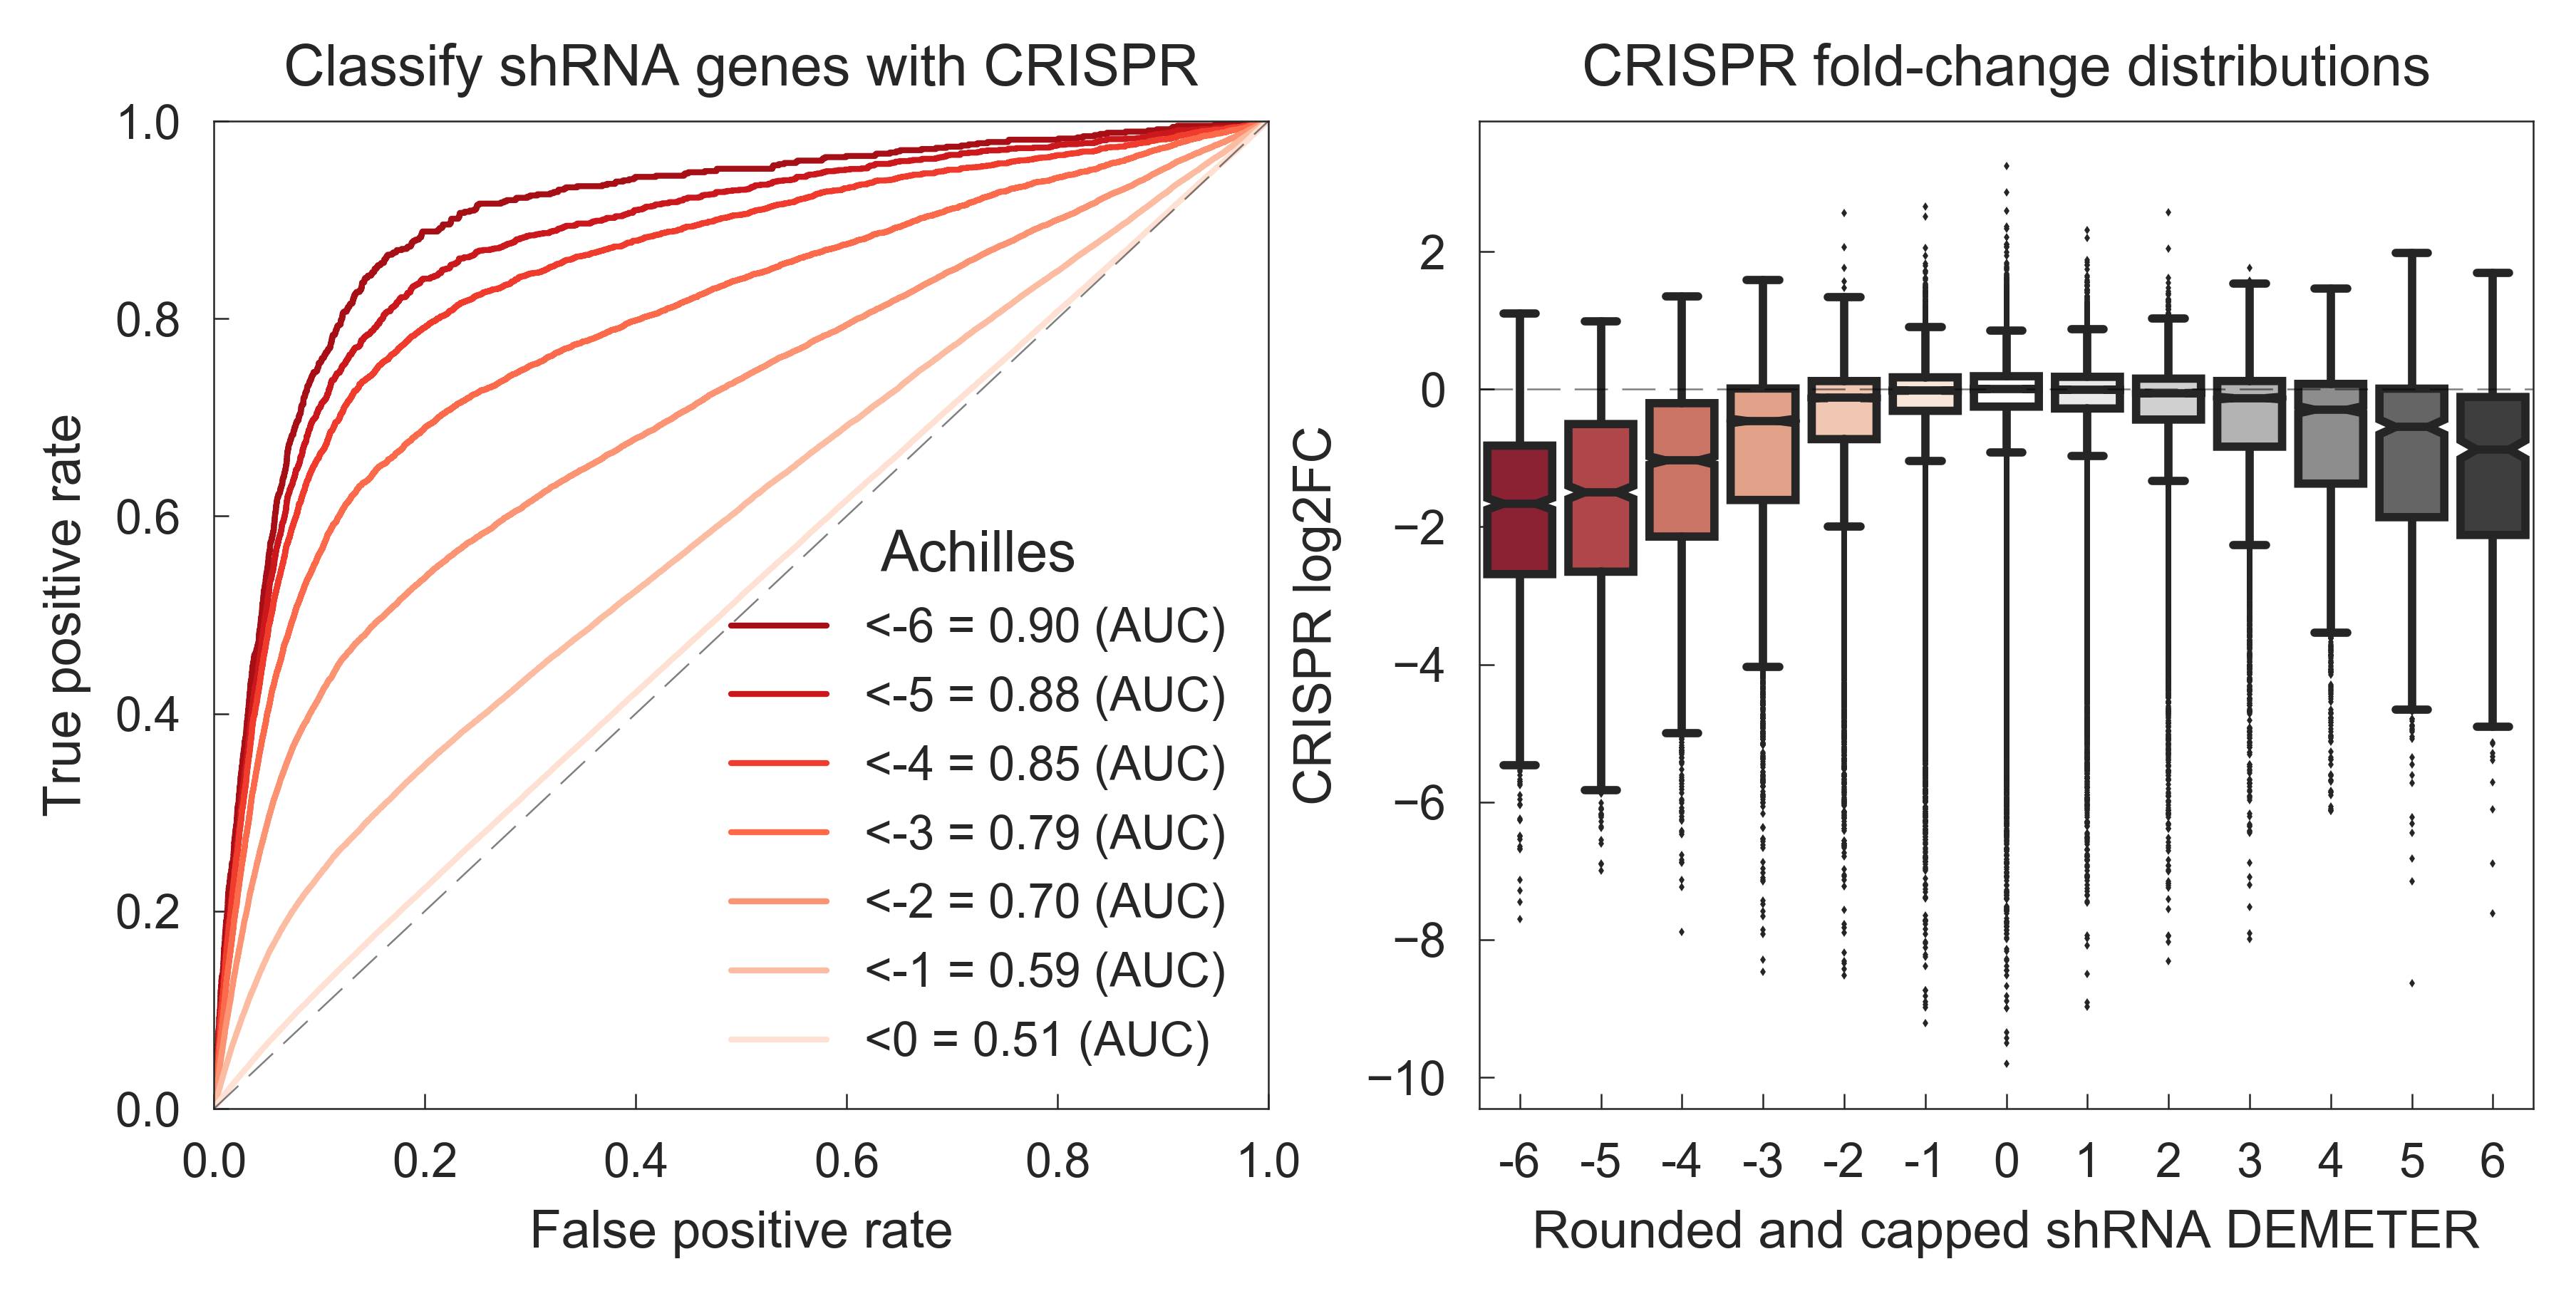 Classify shRNA genes with CRISPR
1.0
0.8
0.6
0.4
0.2
0.0
True positive rate
Achilles
<-6 = 0.90 (AUC)
<-5 = 0.88 (AUC)
<-4 = 0.85 (AUC)
<-3 = 0.79 (AUC)
<-2 = 0.70 (AUC)
<-1 = 0.59 (AUC)
<0 = 0.51 (AUC)
0.0 0.2 0.4 0.6 0.8 1.0
False positive rate
CRISPR fold-change distributions
2
0
−2
−4
−6
−8
−10
CRISPR log2FC
-6 -5 -4 -3 -2 -1 0 1 2 3 4 5 6
Rounded and capped shRNA DEMETER